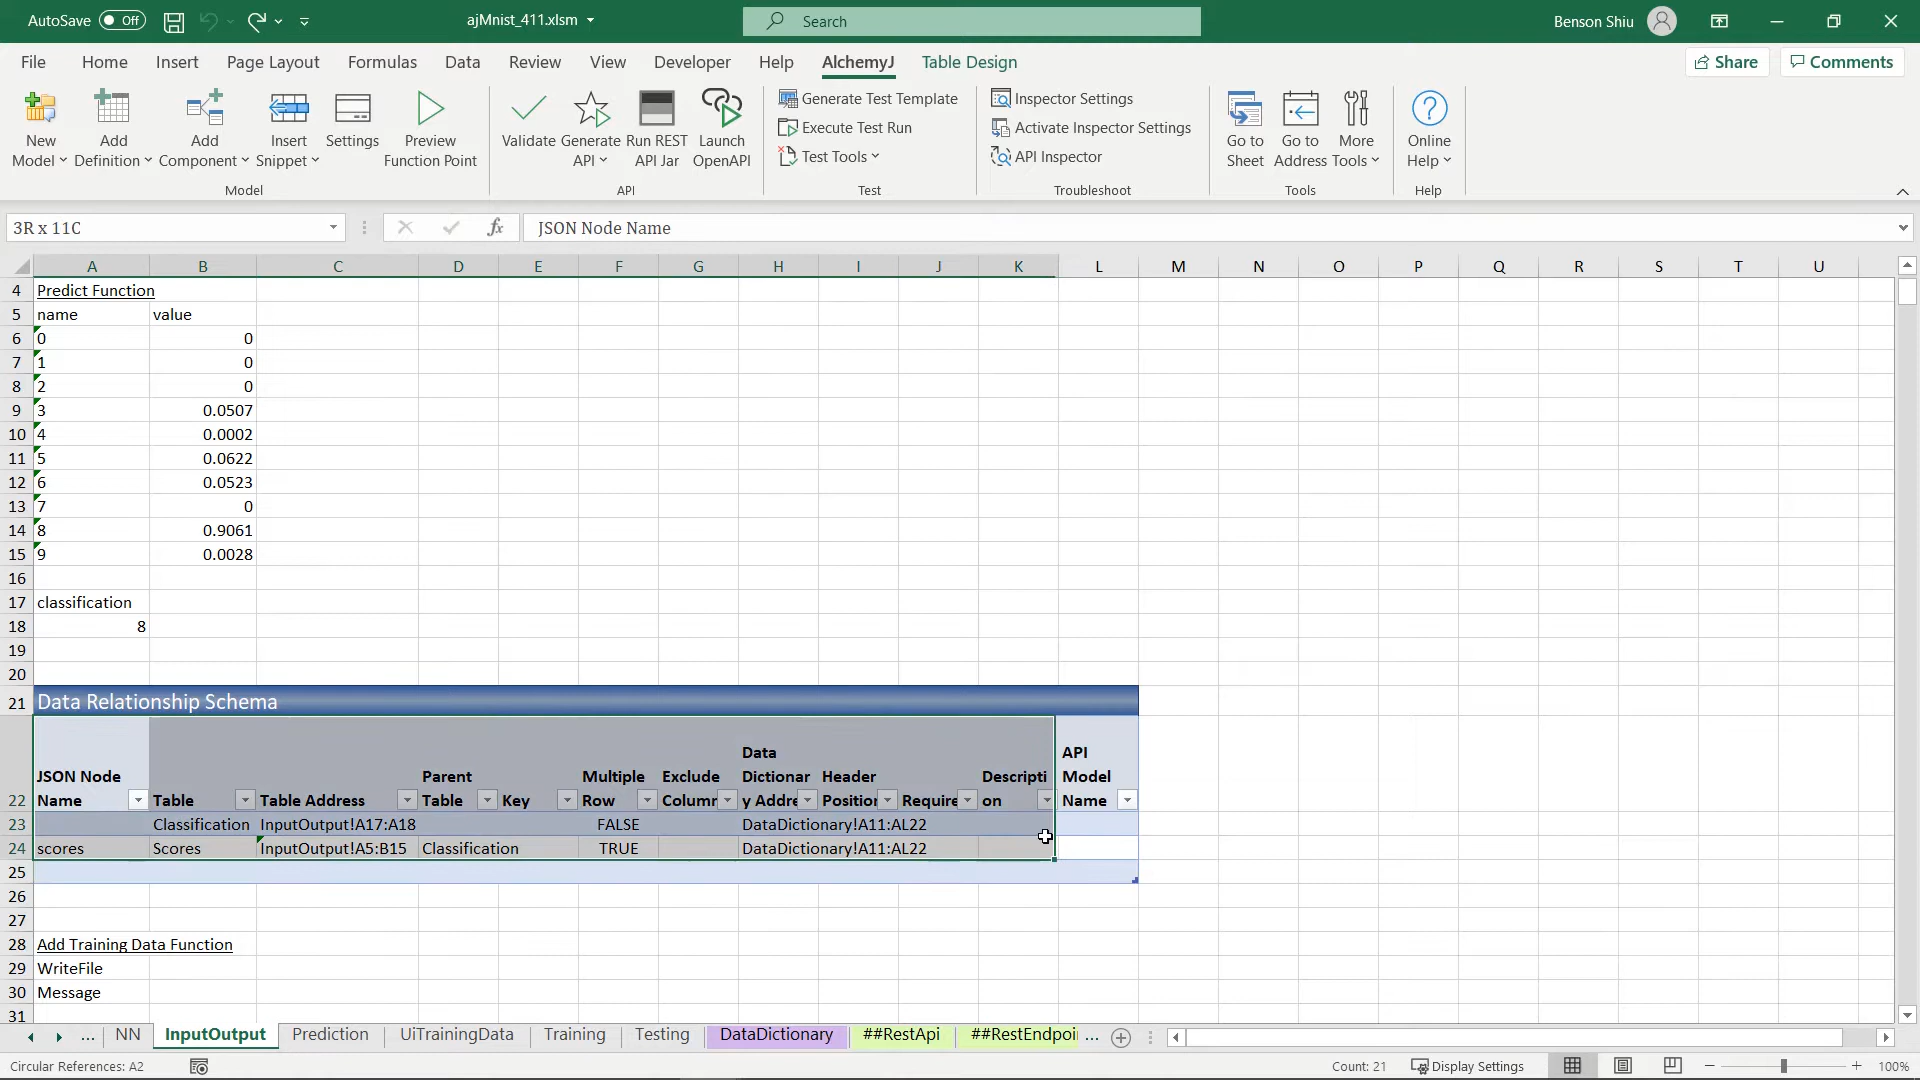 AutoSave Off ajMnist_411.xlsm Search Benson Shiu
File Home Insert Page Layout Formulas Data Review View Developer Help AlchemyJ Table Design Share Comments
New Model Add Definition Add Component Insert Snippet Settings Preview Function Point
Model
Validate Generate API Run REST API Jar Launch OpenAPI
API
Generate Test Template
Execute Test Run
Test Tools
Test
Inspector Settings
Activate Inspector Settings
API Inspector
Troubleshoot
Go to Sheet Go to Address More Tools
Tools
Online Help
Help
3R x 11C fx JSON Node Name
A B C D E F G H I J K L M N O P Q R S T U
4 Predict Function
5 name value
6 0 0
7 1 0
8 2 0
9 3 0.0507
10 4 0.0002
11 5 0.0622
12 6 0.0523
13 7 0
14 8 0.9061
15 9 0.0028
16
17 classification
18 8
19
20
21 Data Relationship Schema
22 JSON Node Name Table Table Address Parent Table Key Multiple Row Exclude Colum Data Dictionar y Addre Header Position Require Descripti on API Model Name
23 Classification InputOutput!A17:A18 FALSE DataDictionary!A11:AL22
24 scores Scores InputOutput!A5:B15 Classification TRUE DataDictionary!A11:AL22
25
26
27
28 Add Training Data Function
29 WriteFile
30 Message
31
... NN InputOutput Prediction UiTrainingData Training Testing DataDictionary ##RestApi ##RestEndpoi ...
Circular References: A2 Count: 21 Display Settings 100%